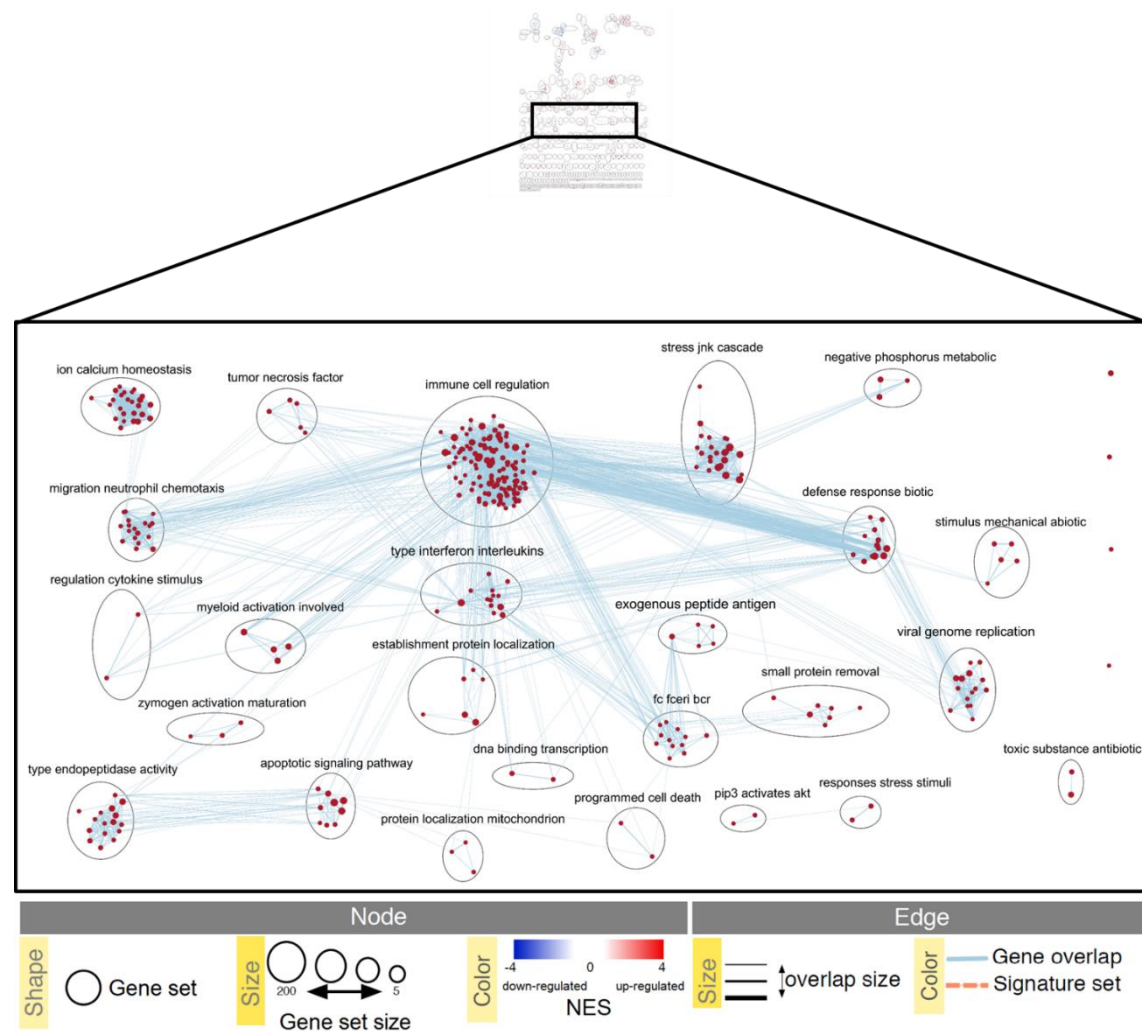 stress jnk cascade
negative phosphorus metabolic
ion calcium homeostasis
tumor necrosis factor
immune cell regulation
migration neutrophil chemotaxis
defense response biotic
stimulus mechanical abiotic
type interferon interleukins
regulation cytokine stimulus
myeloid activation involved
exogenous peptide antigen
viral genome replication
establishment protein localization
small protein removal
zymogen activation maturation
fc fceri bcr
dna binding transcription
toxic substance antibiotic
type endopeptidase activity
apoptotic signaling pathway
programmed cell death
pip3 activates akt
responses stress stimuli
protein localization mitochondrion
Node
Edge
Shape
Gene set
Size
200
5
Gene set size
Color
-4
0
4
down-regulated
up-regulated
NES
Size
overlap size
Color
Gene overlap
Signature set